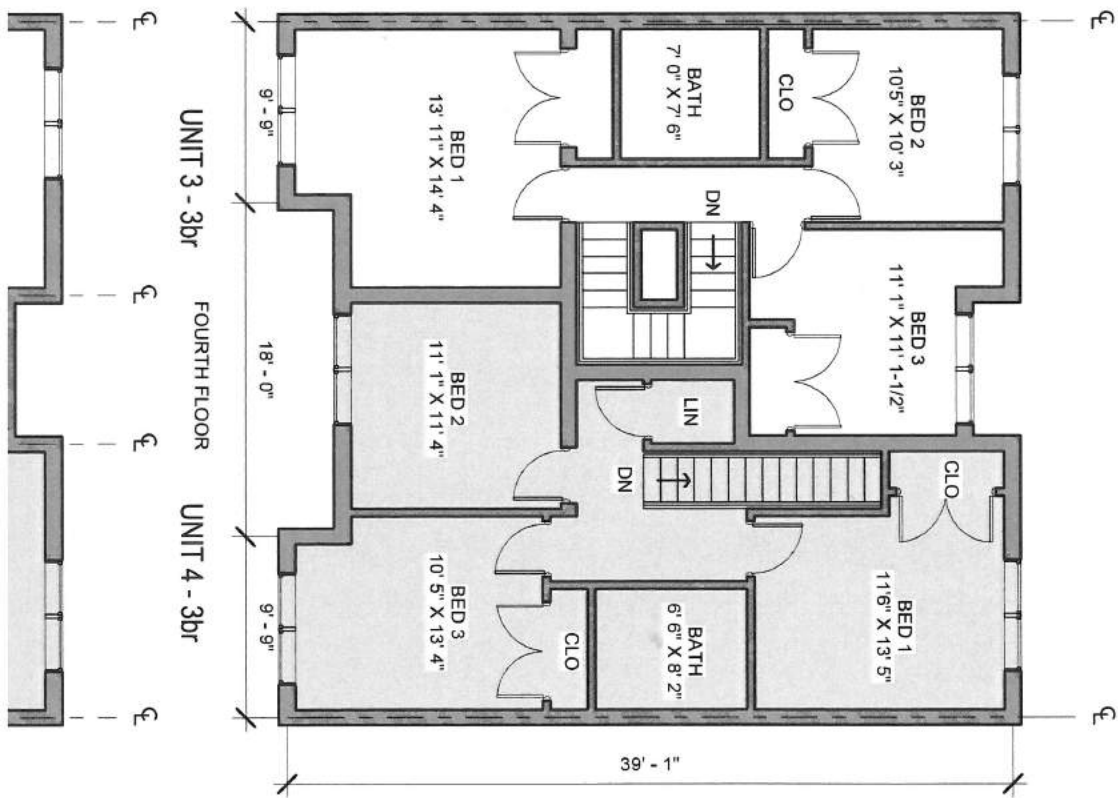 UNIT 3 - 3br
FOURTH FLOOR
UNIT 4 - 3br
9' - 9"
18' - 0"
9' - 9"
39' - 1"
BED 1
13' 11" X 14' 4"
BATH
7' 0" X 7' 6"
CLO
BED 2
10'5" X 10' 3"
DN
BED 3
11' 1" X 11' 1-1/2"
BED 2
11' 1" X 11' 4"
LIN
DN
CLO
BED 3
10' 5" X 13' 4"
CLO
BATH
6' 6" X 8' 2"
BED 1
11'6" X 13' 5"
℄
℄
℄
℄
℄
℄